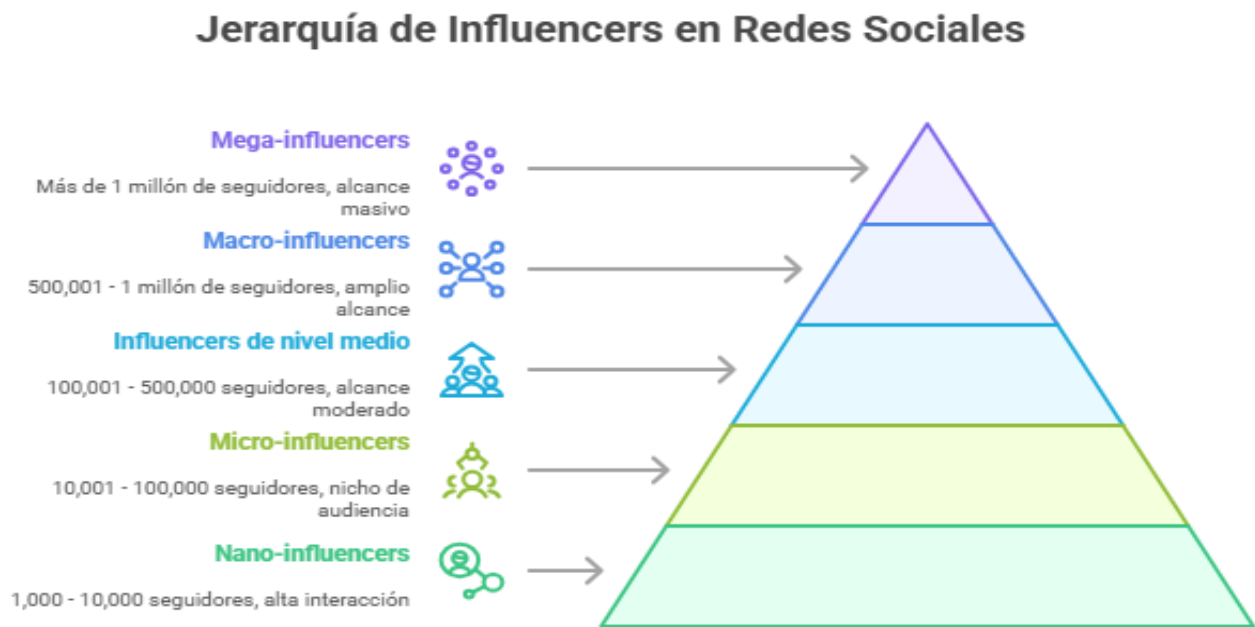 Jerarquía de Influencers en Redes Sociales
Mega-influencers
Más de 1 millón de seguidores, alcance
masivo
Macro-influencers
500,001 - 1 millón de seguidores, amplio
alcance
Influencers de nivel medio
100,001 - 500,000 seguidores, alcance
moderado
Micro-influencers
10,001 - 100,000 seguidores, nicho de
audiencia
Nano-influencers
1,000 - 10,000 seguidores, alta interacción